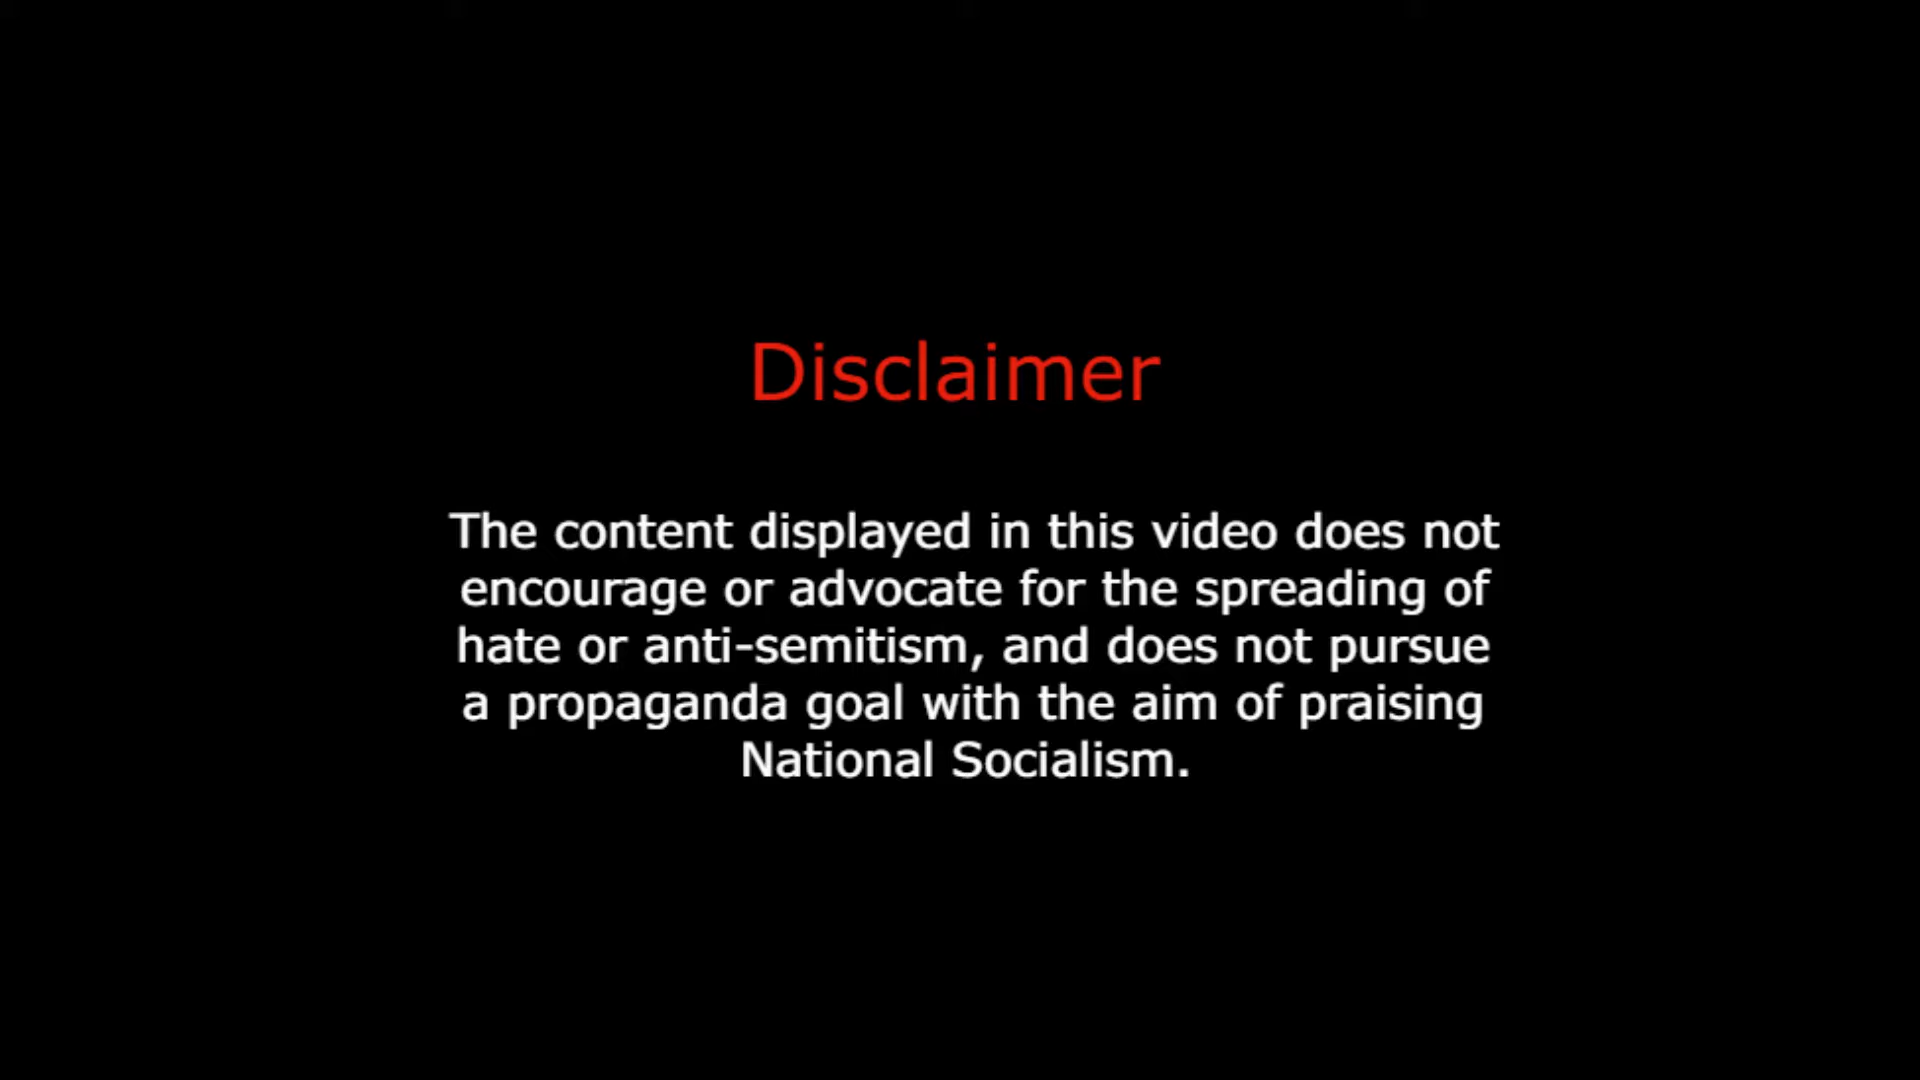 Disclaimer
The content displayed in this video does not
encourage or advocate for the spreading of
hate or anti-semitism, and does not pursue
a propaganda goal with the aim of praising
National Socialism.